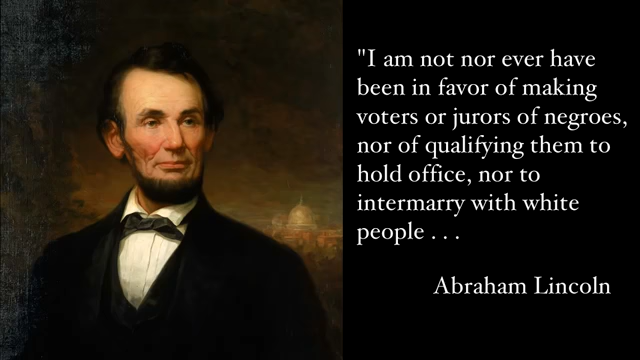 "I am not nor ever have
been in favor of making
voters or jurors of negroes,
nor of qualifying them to
hold office, nor to
intermarry with white
people . . .
Abraham Lincoln